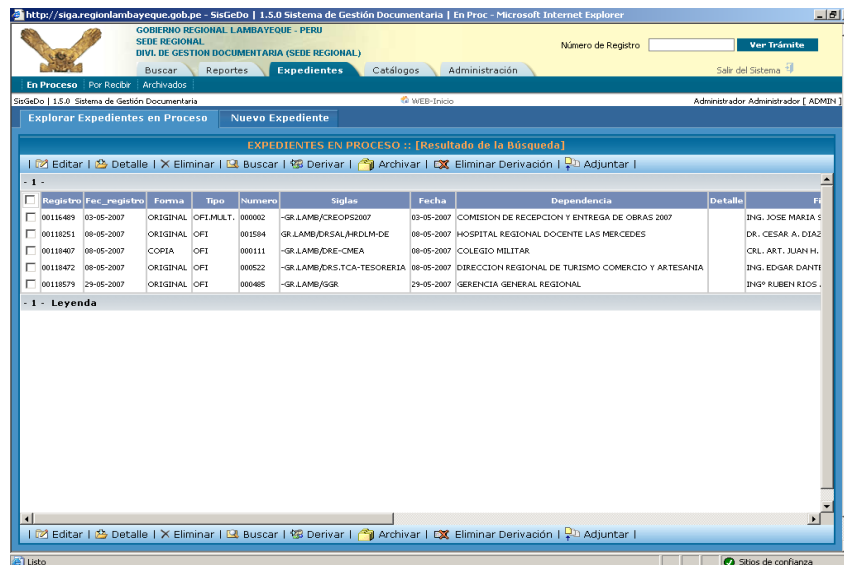 http://siga.regionlambayeque.gob.pe - SisGeDo | 1.5.0 Sistema de Gestión Documentaria | En Proc - Microsoft Internet Explorer
GOBIERNO REGIONAL LAMBAYEQUE - PERU
SEDE REGIONAL
DIVI. DE GESTION DOCUMENTARIA (SEDE REGIONAL)
Número de Registro Ver Trámite
Buscar Reportes Expedientes Catálogos Administración Salir del Sistema
En Proceso Por Recibir Archivados
SisGeDo | 1.5.0 Sistema de Gestión Documentaria WEB-Inicio Administrador Administrador [ ADMIN ]
Explorar Expedientes en Proceso Nuevo Expediente
EXPEDIENTES EN PROCESO :: [Resultado de la Búsqueda]
| Editar | Detalle | Eliminar | Buscar | Derivar | Archivar | Eliminar Derivación | Adjuntar |
- 1 -
Registro Fec_registro Forma Tipo Numero Siglas Fecha Dependencia Detalle Fi
00116489 03-05-2007 ORIGINAL OFI.MULT. 000002 -GR.LAMB/CREOPS2007 03-05-2007 COMISION DE RECEPCION Y ENTREGA DE OBRAS 2007 ING. JOSE MARIA S
00118251 08-05-2007 ORIGINAL OFI 001584 GR.LAMB/DRSAL/HRDLM-DE 08-05-2007 HOSPITAL REGIONAL DOCENTE LAS MERCEDES DR. CESAR A. DIAZ
00118407 08-05-2007 COPIA OFI 000111 -GR.LAMB/DRE-CMEA 08-05-2007 COLEGIO MILITAR CRL. ART. JUAN H.
00118472 08-05-2007 ORIGINAL OFI 000522 -GR.LAMB/DRS.TCA-TESORERIA 08-05-2007 DIRECCION REGIONAL DE TURISMO COMERCIO Y ARTESANIA ING. EDGAR DANTE
00118579 29-05-2007 ORIGINAL OFI 000485 -GR.LAMB/GGR 29-05-2007 GERENCIA GENERAL REGIONAL INGº RUBEN RIOS
- 1 - Leyenda
| Editar | Detalle | Eliminar | Buscar | Derivar | Archivar | Eliminar Derivación | Adjuntar |
Listo Sitios de confianza